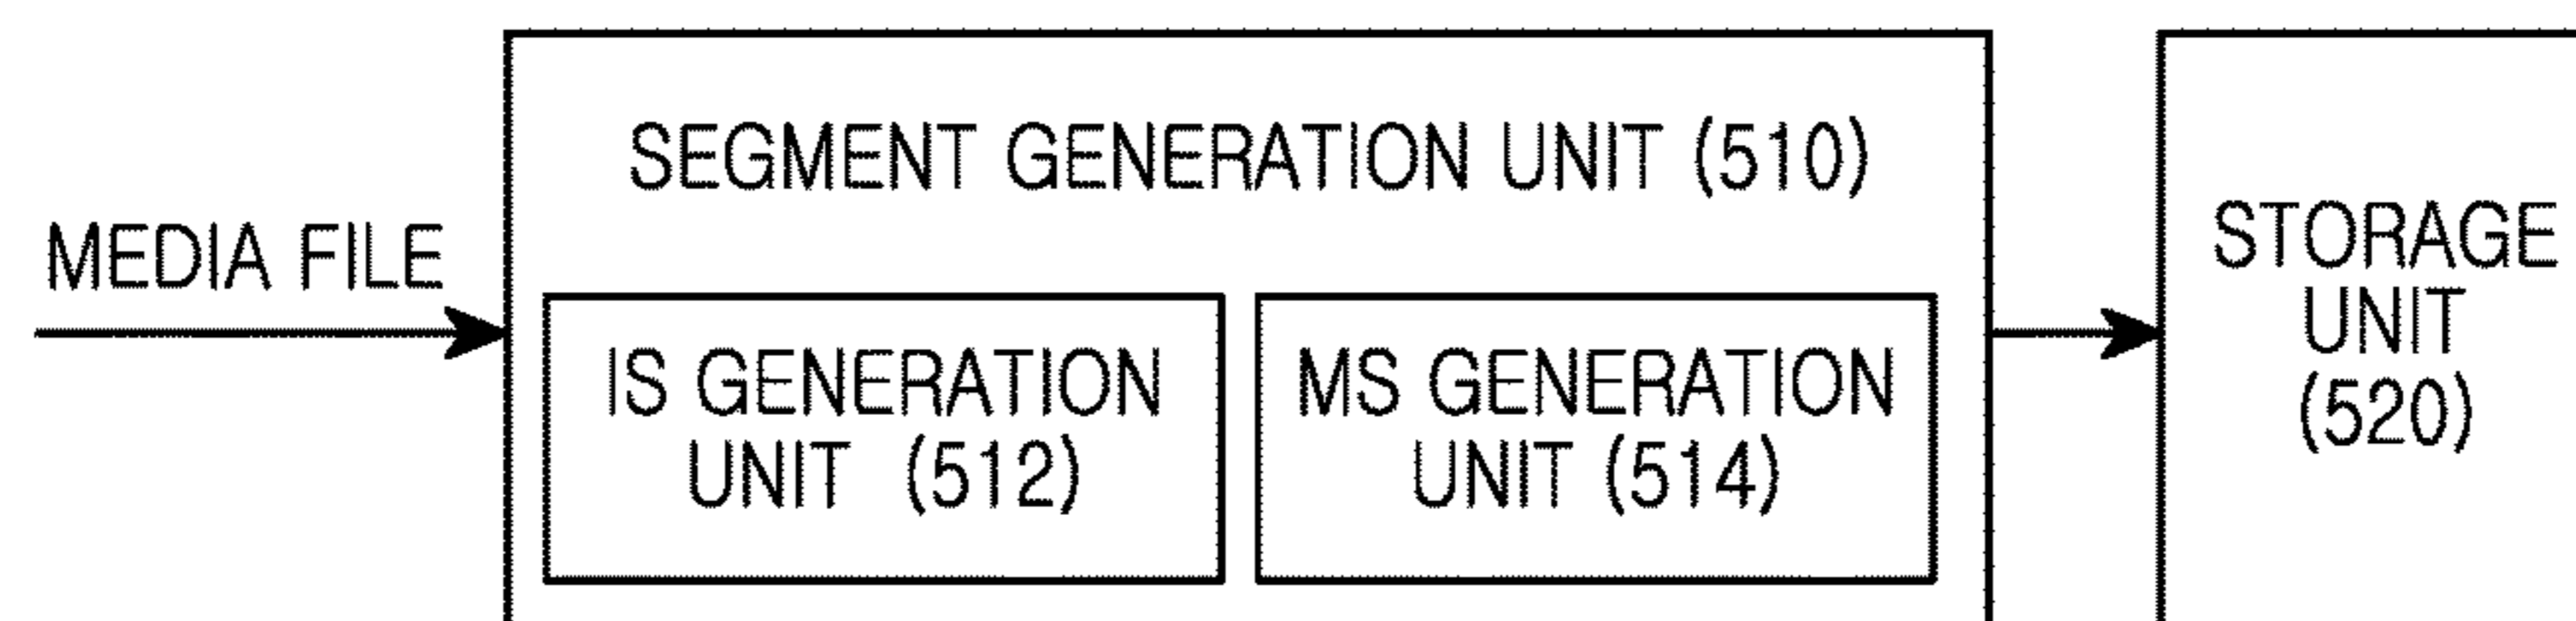 MEDIA FILE
SEGMENT GENERATION UNIT (510)
IS GENERATION
UNIT (512)
MS GENERATION
UNIT (514)
STORAGE
UNIT
(520)